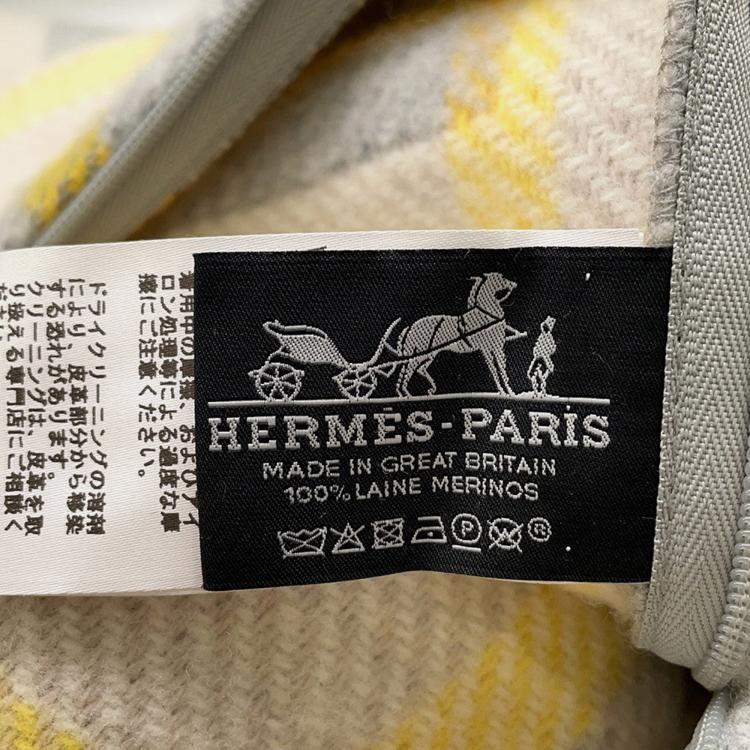 HERMÈS-PARIS
MADE IN GREAT BRITAIN
100% LAINE MERINOS
P W ®
着用中の摩擦、およびアイ
ロン処理等による過度な摩
擦にご注意ください。
ドライクリーニングの溶剤
により、皮革部分から移染
する恐れがあります。
クリーニングは、皮革を取
り扱える専門店にご相談く